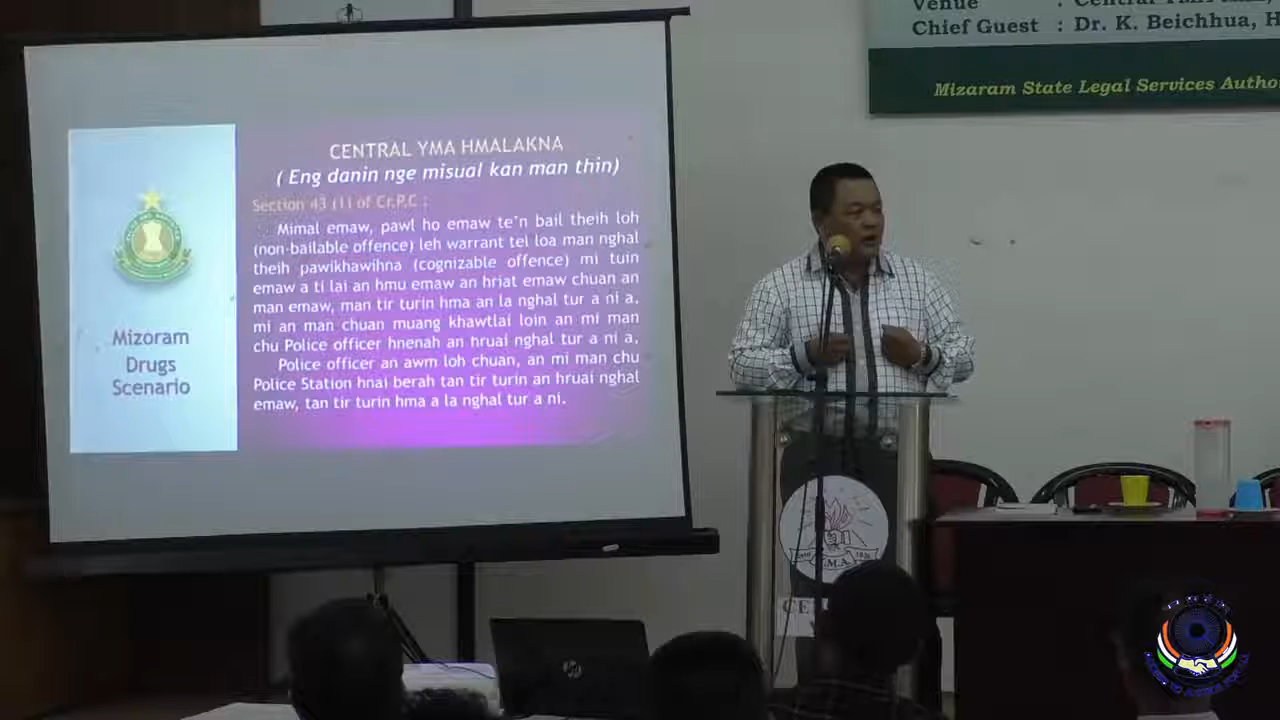 Venue : Central
Chief Guest : Dr. K. Beichhua, H
Mizaram State Legal Services Autho
CENTRAL YMA HMALAKNA
( Eng danin nge misual kan man thin)
Section 43 (1) of Cr.P.C :
Mimal emaw, pawl ho emaw te'n bail theih loh
(non-bailable offence) leh warrant tel loa man nghal
theih pawikhawihna (cognizable offence) mi tuin
emaw a ti lai an hmu emaw an hriat emaw chuan an
man emaw, man tir turin hma an la nghal tur a ni a,
mi an man chuan muang khawtlai loin an mi man
chu Police officer hnenah an hruai nghal tur a ni a,
Police officer an awm loh chuan, an mi man chu
Police Station hnai berah tan tir turin an hruai nghal
emaw, tan tir turin hma a la nghal tur a ni.
Mizoram
Drugs
Scenario
Y.M.A
CE
hp